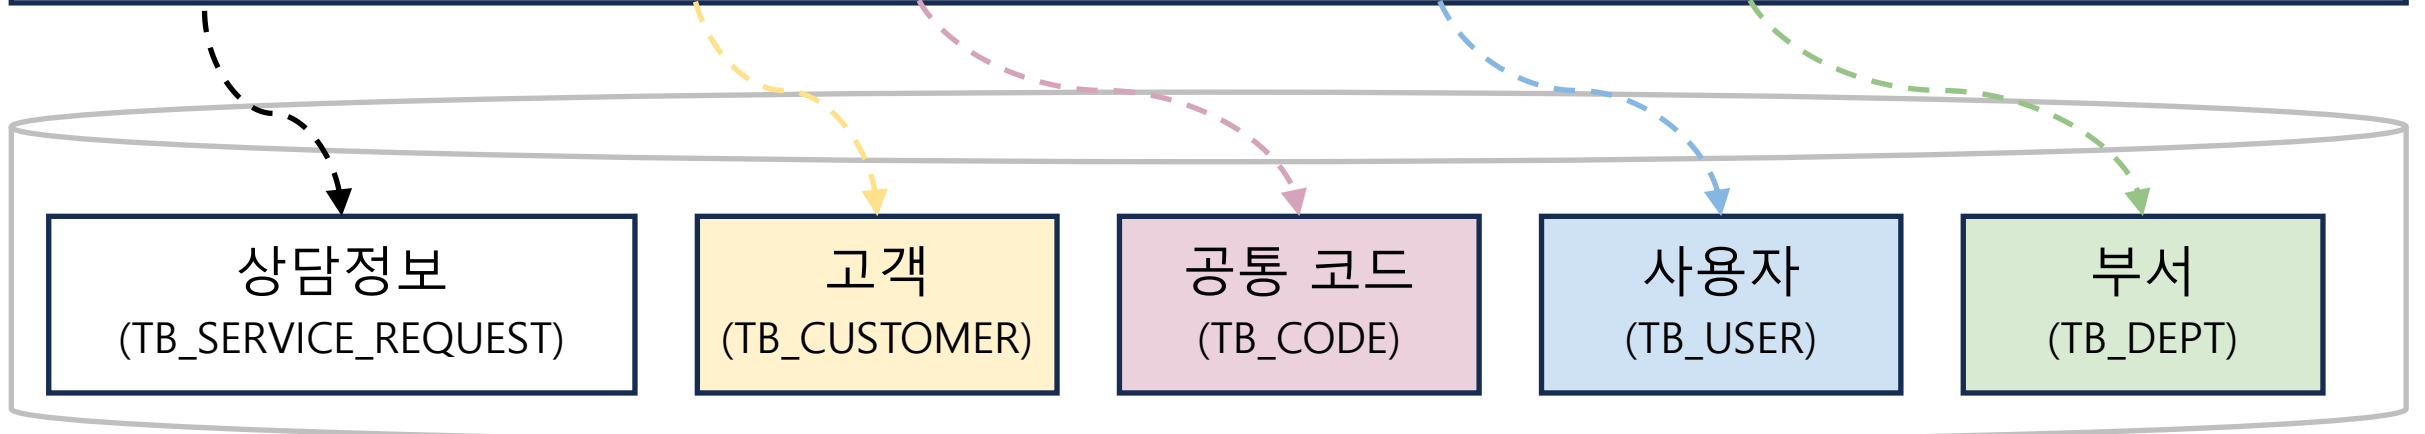 상담정보
(TB_SERVICE_REQUEST)
고객
(TB_CUSTOMER)
공통 코드
(TB_CODE)
사용자
(TB_USER)
부서
(TB_DEPT)